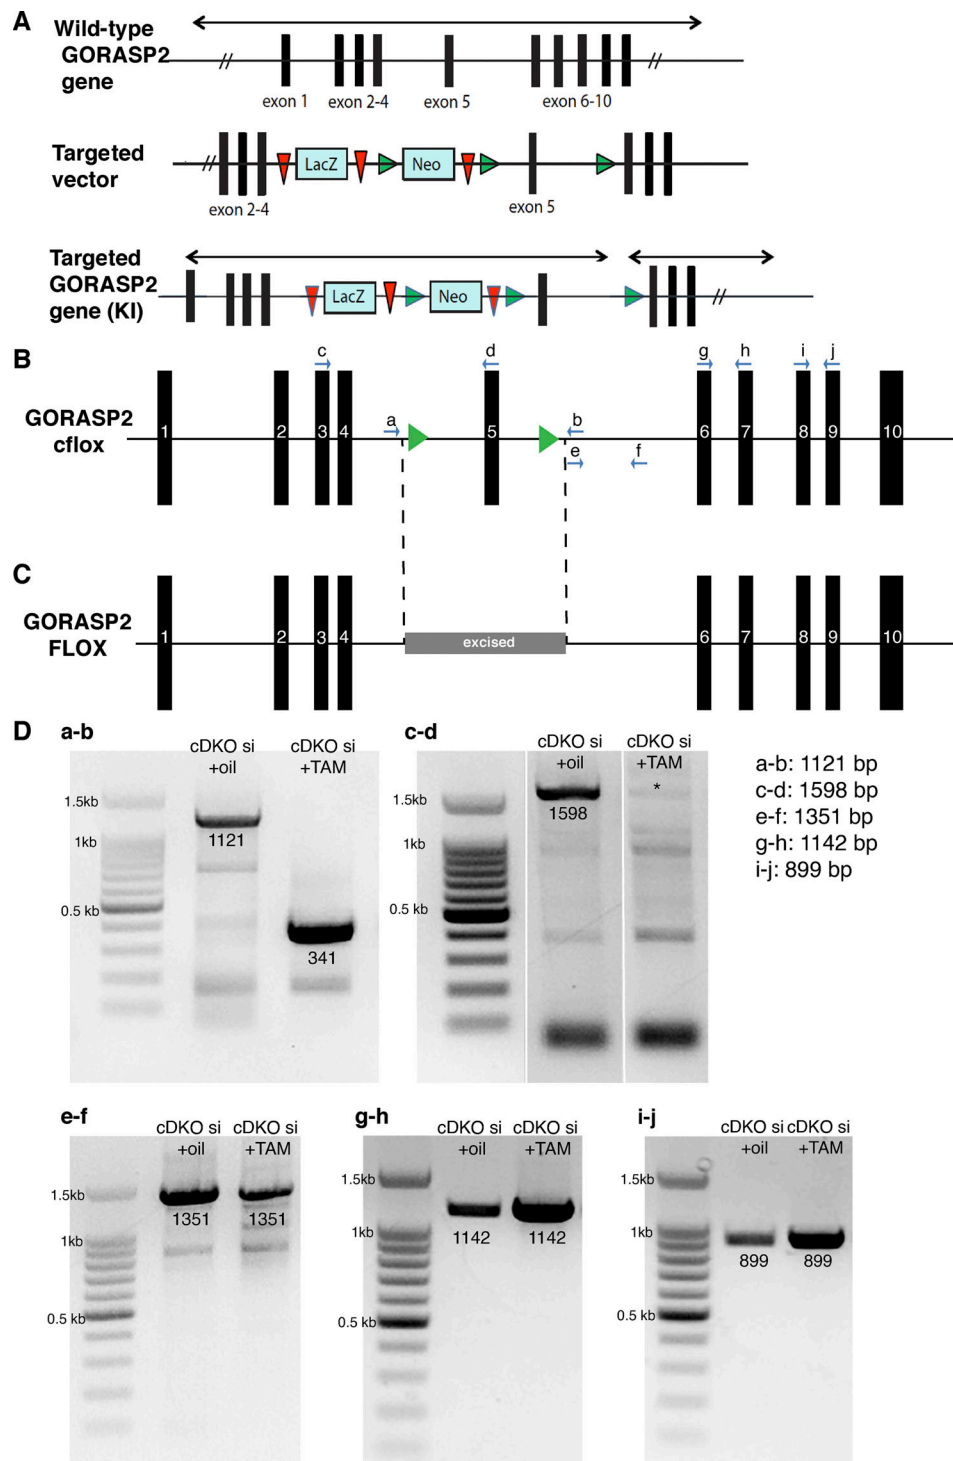 A
Wild-type
GORASP2
gene
exon 1
exon 2-4
exon 5
exon 6-10
Targeted
vector
LacZ
Neo
exon 2-4
exon 5
Targeted
GORASP2
gene (KI)
LacZ
Neo
B
GORASP2
cflox
c
d
g
h
i
j
a
b
e
f
1
2
3
4
5
6
7
8
9
10
C
GORASP2
FLOX
1
2
3
4
excised
6
7
8
9
10
D
a-b
cDKO si
+oil
cDKO si
+TAM
1.5kb
1kb
0.5 kb
1121
341
c-d
cDKO si
+oil
cDKO si
+TAM
1.5kb
1kb
0.5 kb
1598
*
a-b: 1121 bp
c-d: 1598 bp
e-f: 1351 bp
g-h: 1142 bp
i-j: 899 bp
e-f
cDKO si
+oil
cDKO si
+TAM
1.5kb
1kb
0.5 kb
1351
1351
g-h
cDKO si
+oil
cDKO si
+TAM
1.5kb
1kb
0.5 kb
1142
1142
i-j
cDKO si
+oil
cDKO si
+TAM
1.5kb
1kb
0.5 kb
899
899